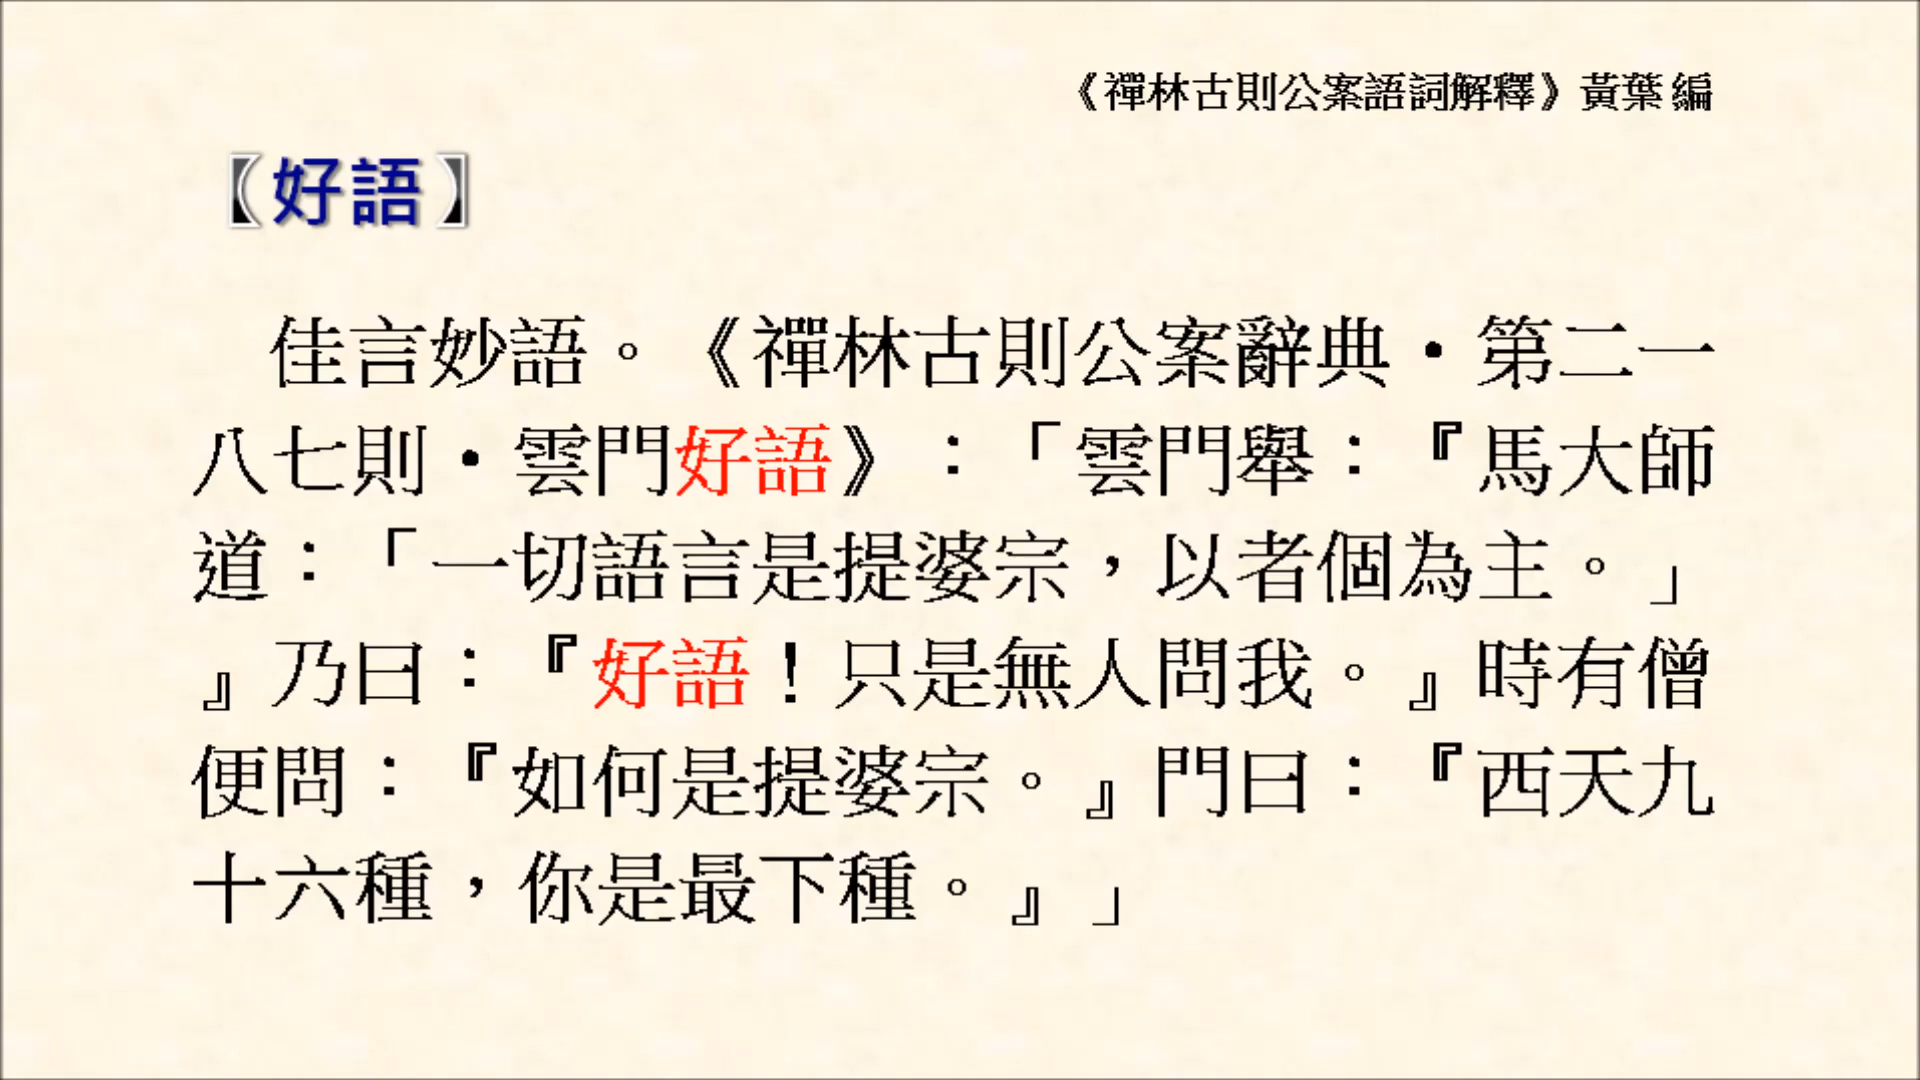 《禪林古則公案語詞解釋》黃葉 編
【好語】
佳言妙語。《禪林古則公案辭典·第二一
八七則·雲門好語》：「雲門舉：『馬大師
道：「一切語言是提婆宗，以者個為主。」
』乃曰：『好語！只是無人問我。』時有僧
便問：『如何是提婆宗。』門曰：『西天九
十六種，你是最下種。』」